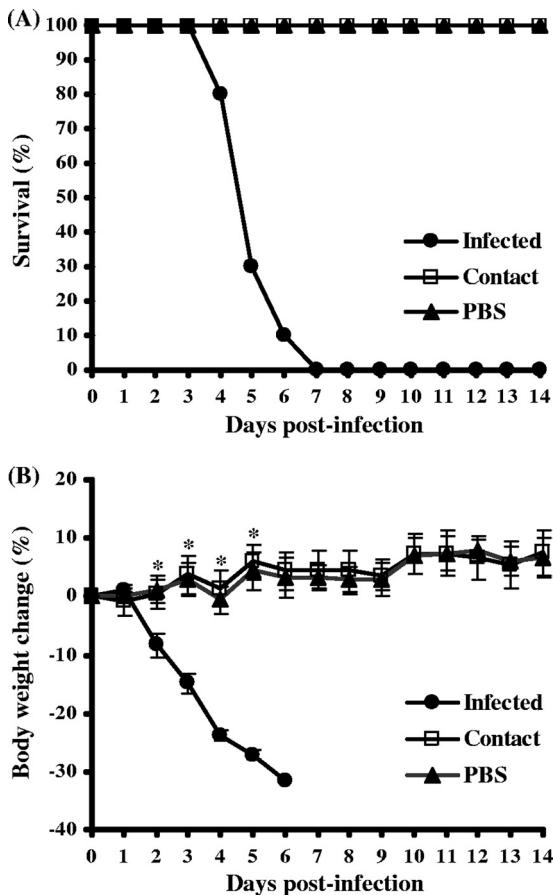 (A)
100
90
80
70
60
50
40
30
20
10
0
Survival (%)
Infected
Contact
PBS
0 1 2 3 4 5 6 7 8 9 10 11 12 13 14
Days post-infection
(B)
20
10
0
-10
-20
-30
-40
Body weight change (%)
* * * *
Infected
Contact
PBS
0 1 2 3 4 5 6 7 8 9 10 11 12 13 14
Days post-infection